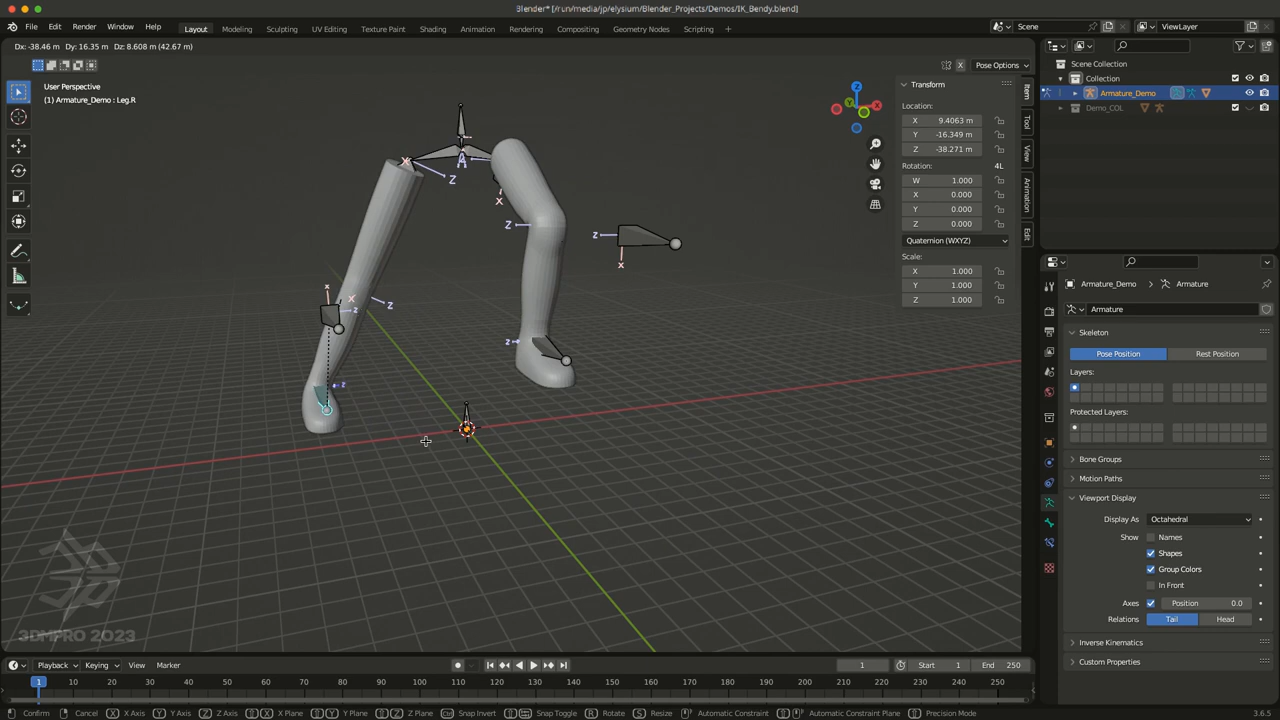 Blender* [/run/media/jp/elysium/Blender_Projects/Demos/IK_Bendy.blend]
File Edit Render Window Help Layout Modeling Sculpting UV Editing Texture Paint Shading Animation Rendering Compositing Geometry Nodes Scripting + Scene ViewLayer
Dx: -38.46 m Dy: 16.35 m Dz: 8.608 m (42.67 m)
X Pose Options
User Perspective
(1) Armature_Demo : Leg.R
Transform
Location:
X 9.4063 m
Y -16.349 m
Z -38.271 m
Rotation: 4L
W 1.000
X 0.000
Y 0.000
Z 0.000
Quaternion (WXYZ)
Scale:
X 1.000
Y 1.000
Z 1.000
Item
Tool
View
Animation
Edit
Z
X
Y
X
Z
X
Z
X
Z
X
X
Z
X
Z
Z
Z
Z
3DMPRO 2023
Scene Collection
Collection
Armature_Demo
Demo_COL
Armature_Demo > Armature
Armature
Skeleton
Pose Position Rest Position
Layers:
Protected Layers:
Bone Groups
Motion Paths
Viewport Display
Display As Octahedral
Show Names
Shapes
Group Colors
In Front
Axes Position 0.0
Relations Tail Head
Inverse Kinematics
Custom Properties
Playback Keying View Marker 1 Start 1 End 250
1 10 20 30 40 50 60 70 80 90 100 110 120 130 140 150 160 170 180 190 200 210 220 230 240 250
Confirm Cancel X X Axis Y Y Axis Z Z Axis X X Plane Y Y Plane Z Z Plane Ctrl Snap Invert Snap Toggle R Rotate S Resize Automatic Constraint Automatic Constraint Plane Precision Mode 3.6.5